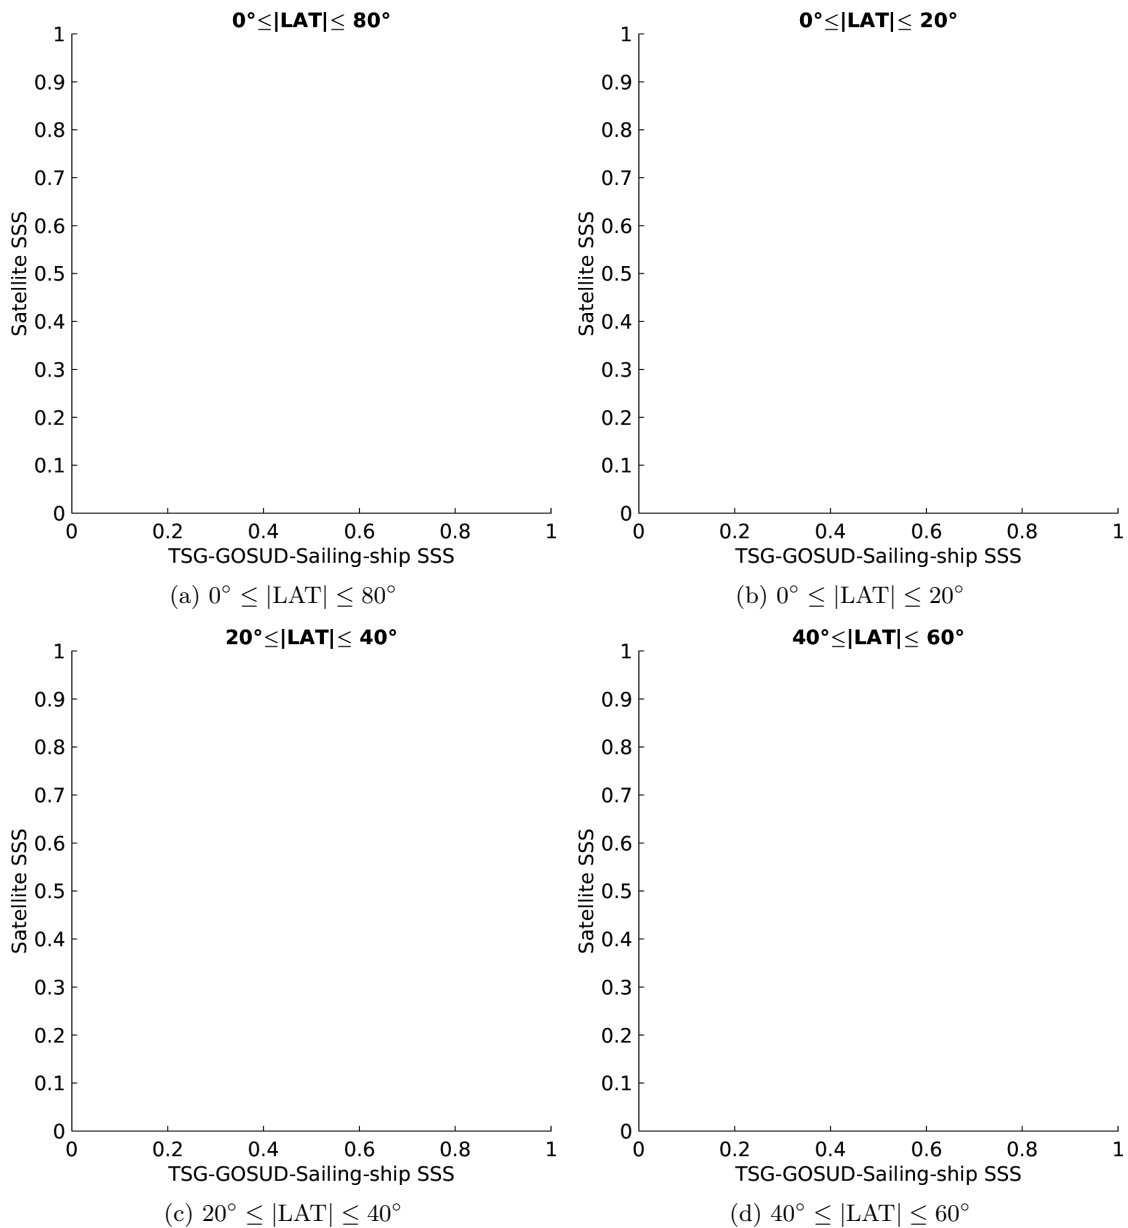 0°≤|LAT|≤ 80°
1
0.9
0.8
0.7
0.6
0.5
0.4
0.3
0.2
0.1
0
Satellite SSS
0 0.2 0.4 0.6 0.8 1
TSG-GOSUD-Sailing-ship SSS
(a) 0° ≤ |LAT| ≤ 80°
0°≤|LAT|≤ 20°
1
0.9
0.8
0.7
0.6
0.5
0.4
0.3
0.2
0.1
0
Satellite SSS
0 0.2 0.4 0.6 0.8 1
TSG-GOSUD-Sailing-ship SSS
(b) 0° ≤ |LAT| ≤ 20°
20°≤|LAT|≤ 40°
1
0.9
0.8
0.7
0.6
0.5
0.4
0.3
0.2
0.1
0
Satellite SSS
0 0.2 0.4 0.6 0.8 1
TSG-GOSUD-Sailing-ship SSS
(c) 20° ≤ |LAT| ≤ 40°
40°≤|LAT|≤ 60°
1
0.9
0.8
0.7
0.6
0.5
0.4
0.3
0.2
0.1
0
Satellite SSS
0 0.2 0.4 0.6 0.8 1
TSG-GOSUD-Sailing-ship SSS
(d) 40° ≤ |LAT| ≤ 60°